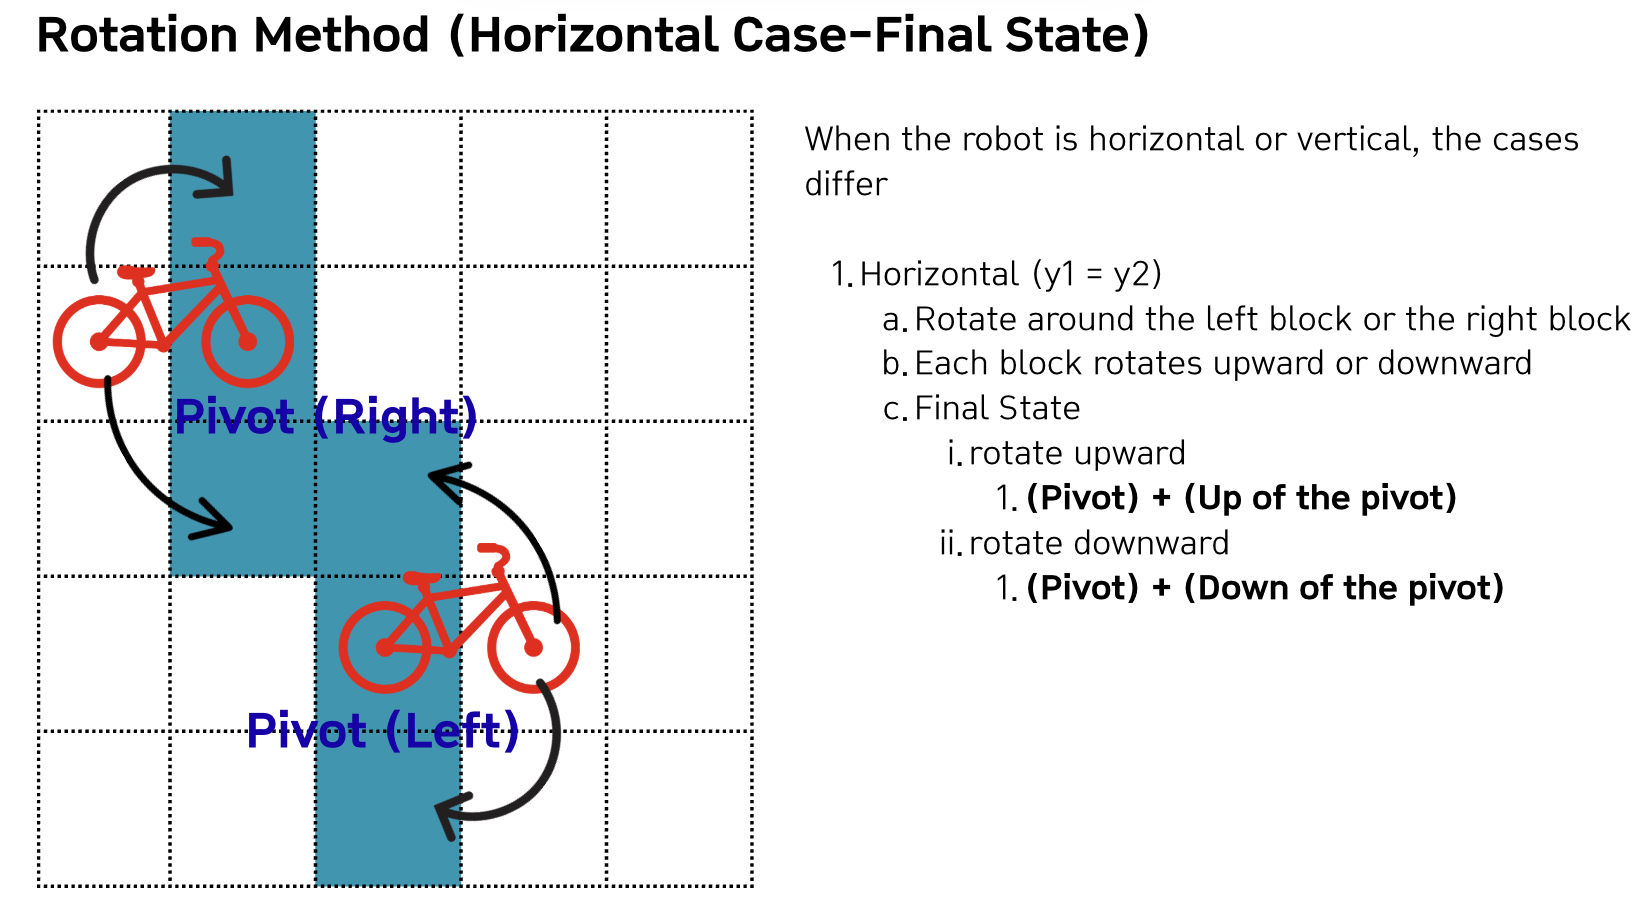 Rotation Method (Horizontal Case-Final State)
When the robot is horizontal or vertical, the cases
differ
1. Horizontal (y1 = y2)
a. Rotate around the left block or the right block
b. Each block rotates upward or downward
c. Final State
i. rotate upward
1. (Pivot) + (Up of the pivot)
ii. rotate downward
1. (Pivot) + (Down of the pivot)
Pivot (Right)
Pivot (Left)